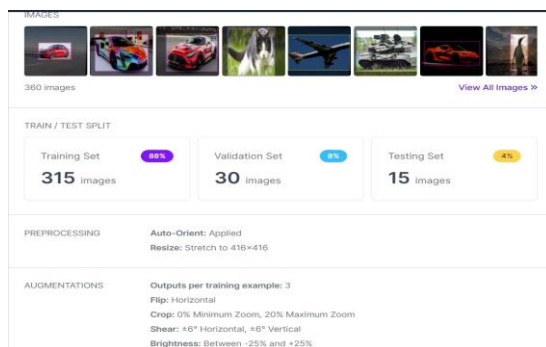 IMAGES
360 images
View All Images »
TRAIN / TEST SPLIT
Training Set 88%
315 images
Validation Set 8%
30 images
Testing Set 4%
15 images
PREPROCESSING
Auto-Orient: Applied
Resize: Stretch to 416×416
AUGMENTATIONS
Outputs per training example: 3
Flip: Horizontal
Crop: 0% Minimum Zoom, 20% Maximum Zoom
Shear: ±6° Horizontal, ±6° Vertical
Brightness: Between -25% and +25%